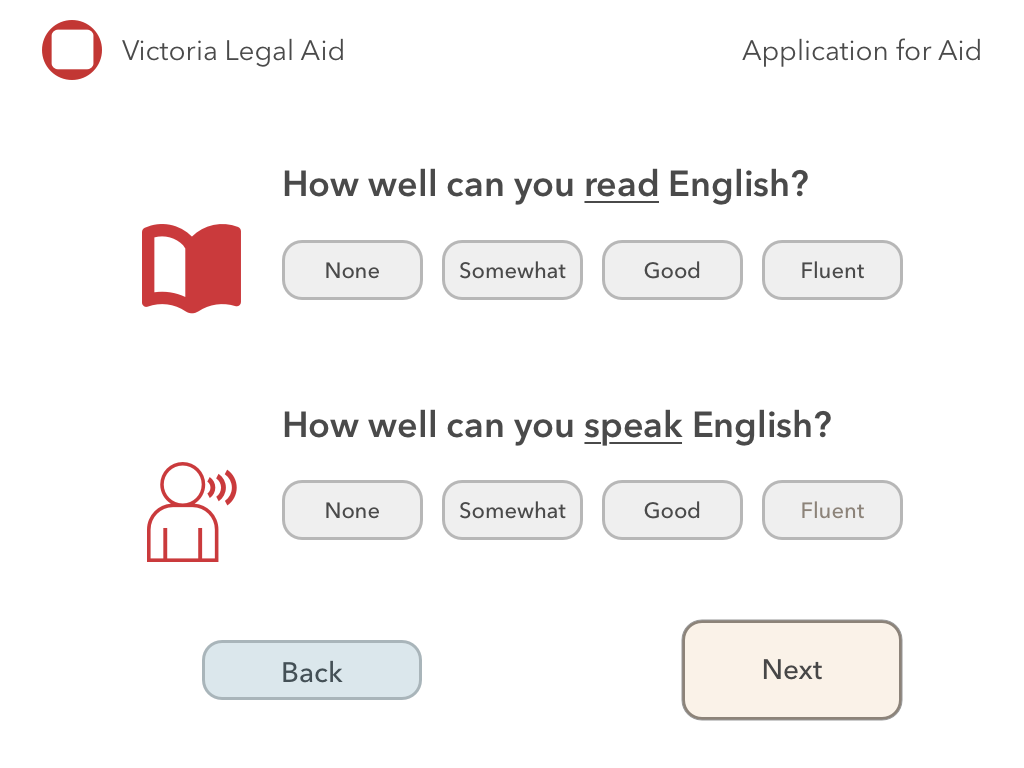 Victoria Legal Aid
Application for Aid
How well can you read English?
None
Somewhat
Good
Fluent
How well can you speak English?
None
Somewhat
Good
Fluent
Back
Next